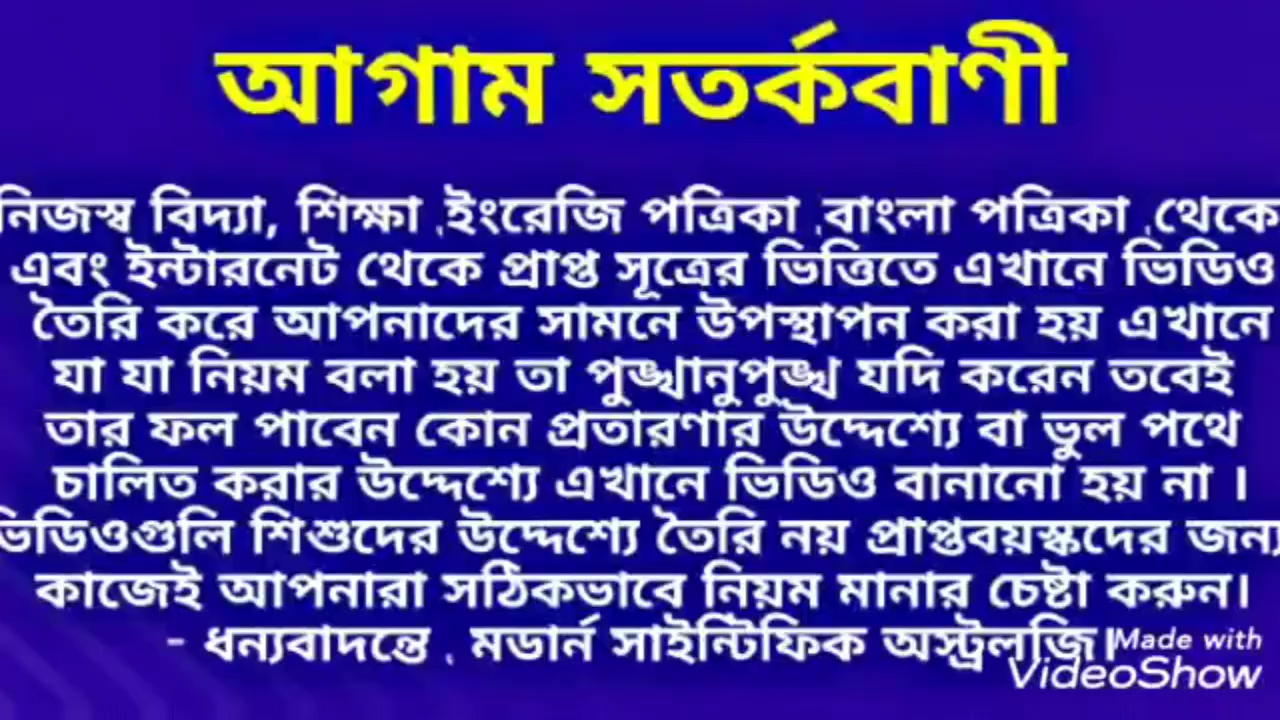 আগাম সতর্কবাণী
নিজস্ব বিদ্যা, শিক্ষা ,ইংরেজি পত্রিকা ,বাংলা পত্রিকা ,থেকে
এবং ইন্টারনেট থেকে প্রাপ্ত সূত্রের ভিত্তিতে এখানে ভিডিও
তৈরি করে আপনাদের সামনে উপস্থাপন করা হয় এখানে
যা যা নিয়ম বলা হয় তা পুঙ্খানুপুঙ্খ যদি করেন তবেই
তার ফল পাবেন কোন প্রতারণার উদ্দেশ্যে বা ভুল পথে
চালিত করার উদ্দেশ্যে এখানে ভিডিও বানানো হয় না ।
ভিডিওগুলি শিশুদের উদ্দেশ্যে তৈরি নয় প্রাপ্তবয়স্কদের জন্য
কাজেই আপনারা সঠিকভাবে নিয়ম মানার চেষ্টা করুন।
- ধন্যবাদন্তে , মডার্ন সাইন্টিফিক অস্ট্রলজি।
Made with
VideoShow